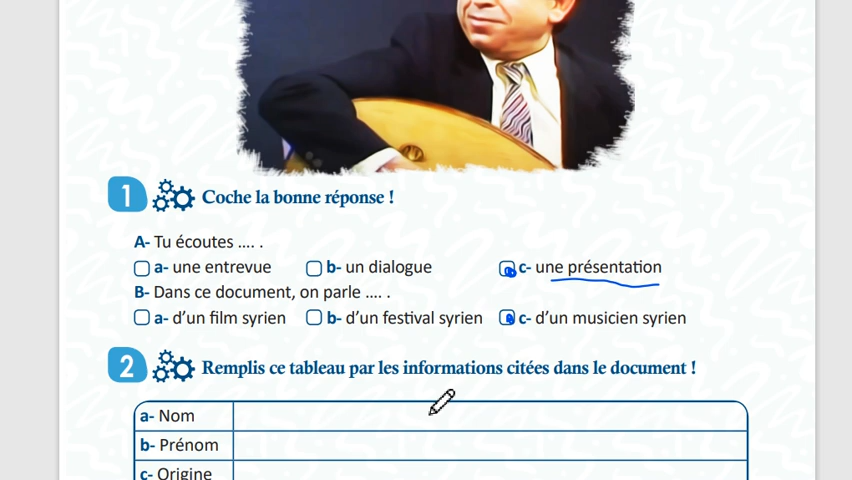 1 Coche la bonne réponse !
A- Tu écoutes .... .
a- une entrevue b- un dialogue c- une présentation
B- Dans ce document, on parle .... .
a- d'un film syrien b- d'un festival syrien c- d'un musicien syrien
2 Remplis ce tableau par les informations citées dans le document !
a- Nom
b- Prénom
c- Origine